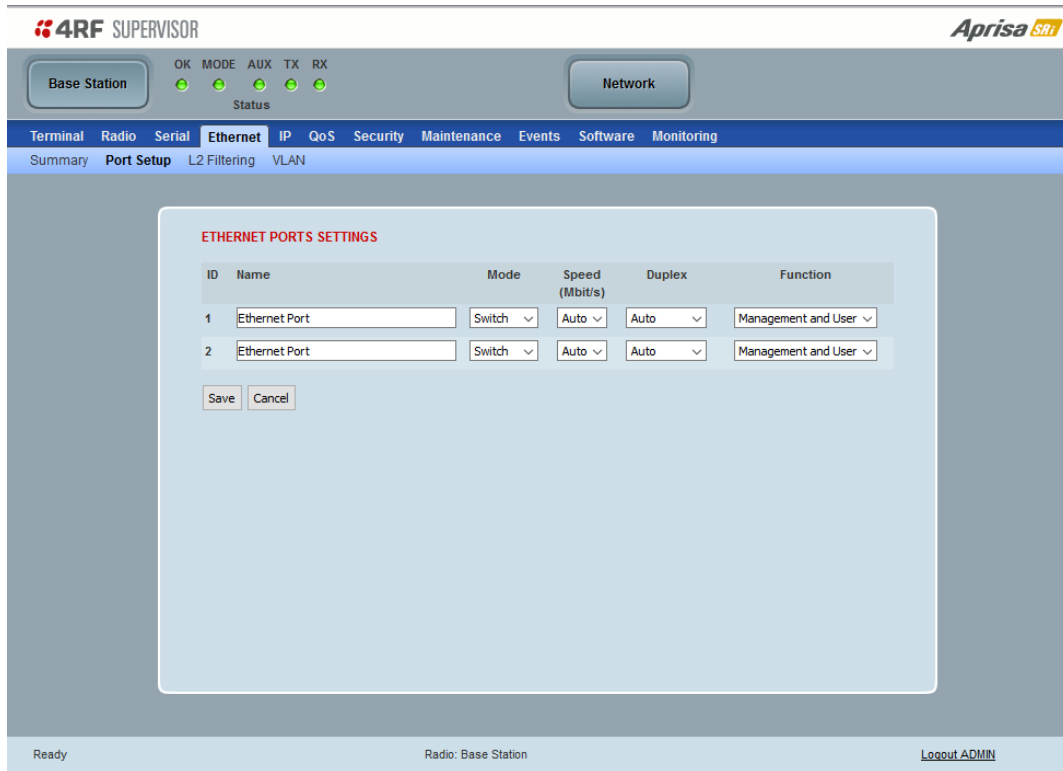 4RF SUPERVISOR
Aprisa SRi
Base Station
OK MODE AUX TX RX
Status
Network
Terminal Radio Serial Ethernet IP QoS Security Maintenance Events Software Monitoring
Summary Port Setup L2 Filtering VLAN
ETHERNET PORTS SETTINGS
ID Name Mode Speed Duplex Function
(Mbit/s)
1 Ethernet Port Switch Auto Auto Management and User
2 Ethernet Port Switch Auto Auto Management and User
Save Cancel
Ready Radio: Base Station Logout ADMIN